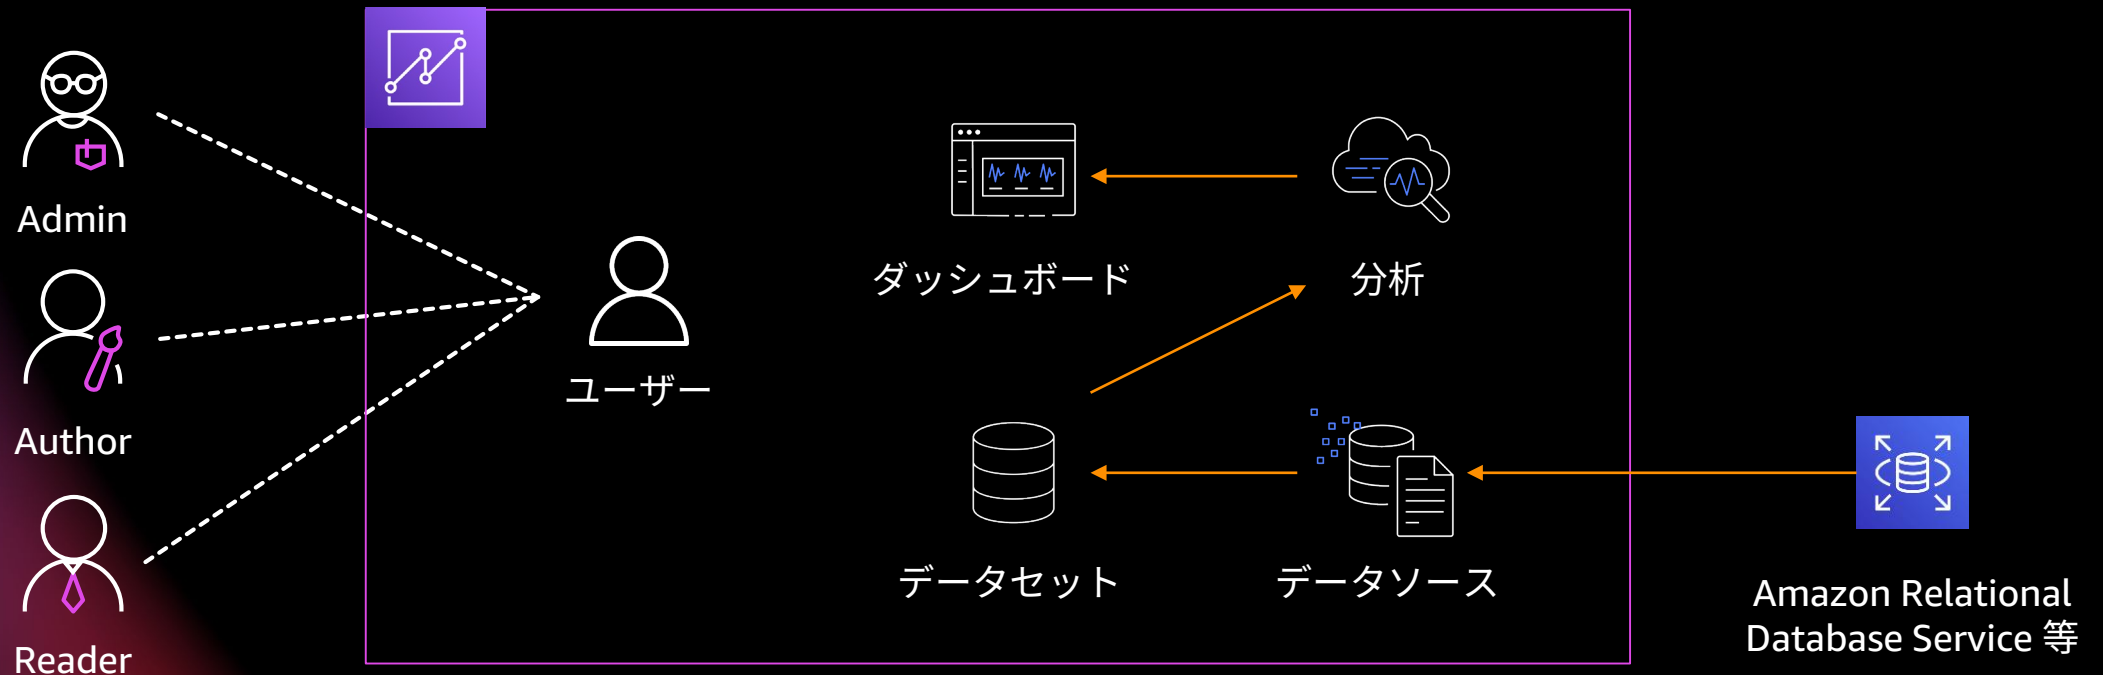 Admin
Author
Reader
ユーザー
ダッシュボード
分析
データセット
データソース
Amazon Relational
Database Service 等